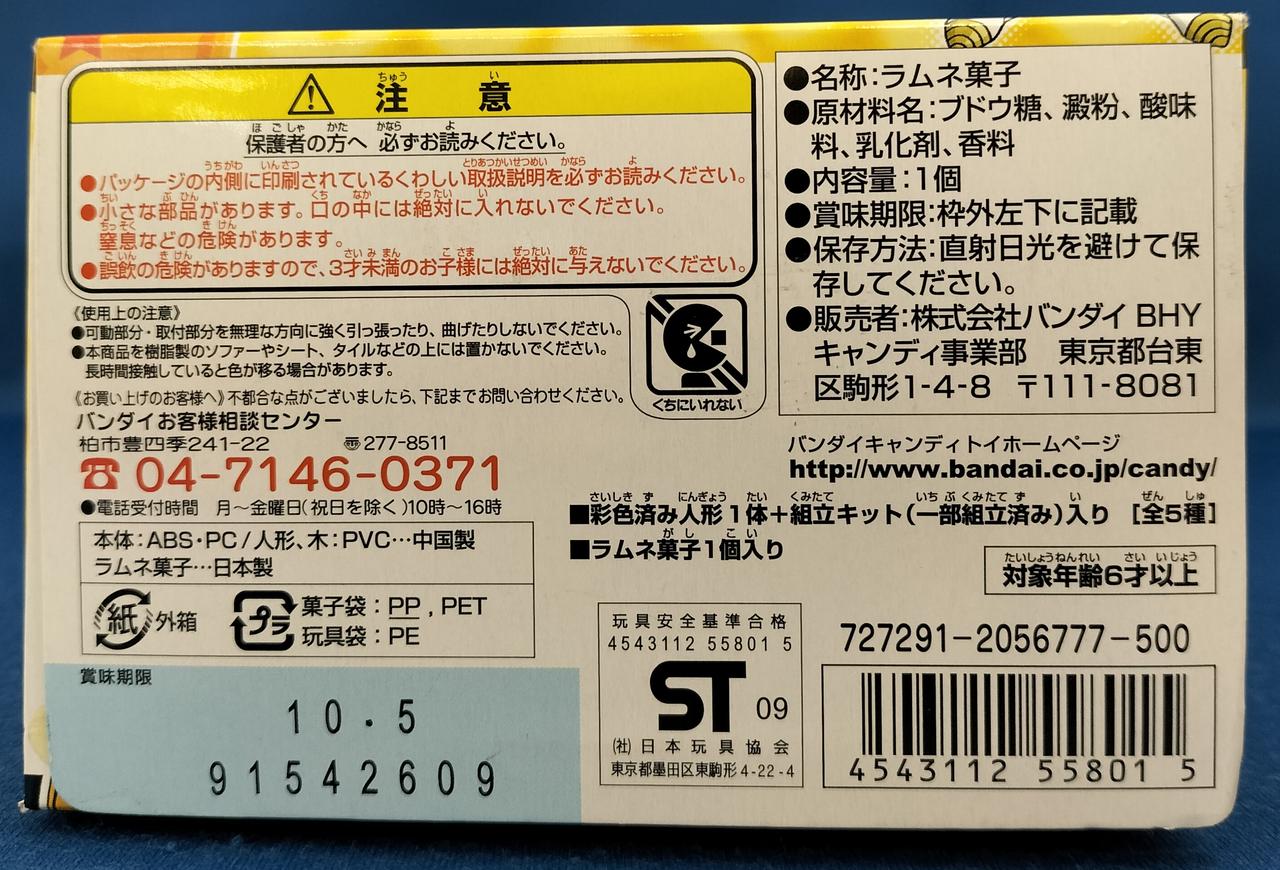 注意
保護者の方へ 必ずお読みください。
●パッケージの内側に印刷されているくわしい取扱説明を必ずお読みください。
●小さな部品があります。口の中には絶対に入れないでください。
窒息などの危険があります。
●誤飲の危険がありますので、3才未満のお子様には絶対に与えないでください。
《使用上の注意》
●可動部分・取付部分を無理な方向に強く引っ張ったり、曲げたりしないでください。
●本商品を樹脂製のソファーやシート、タイルなどの上には置かないでください。
長時間接触していると色が移る場合があります。
くちにいれない
《お買い上げのお客様へ》不都合な点がございましたら、下記までお問い合わせください。
バンダイお客様相談センター
柏市豊四季241-22 〠277-8511
☎04-7146-0371
●電話受付時間 月〜金曜日(祝日を除く)10時〜16時
本体：ABS・PC/人形、木：PVC…中国製
ラムネ菓子…日本製
紙 外箱
プラ 菓子袋：PP，PET
玩具袋：PE
賞味期限
10.5
91542609
●名称：ラムネ菓子
●原材料名：ブドウ糖、澱粉、酸味
料、乳化剤、香料
●内容量：1個
●賞味期限：枠外左下に記載
●保存方法：直射日光を避けて保
存してください。
●販売者：株式会社バンダイ BHY
キャンディ事業部 東京都台東
区駒形1-4-8 〒111-8081
バンダイキャンディトイホームページ
http://www.bandai.co.jp/candy/
■彩色済み人形1体+組立キット(一部組立済み)入り [全5種]
■ラムネ菓子1個入り
対象年齢6才以上
玩具安全基準合格
4543112 55801 5
ST 09
(社)日本玩具協会
東京都墨田区東駒形4-22-4
727291-2056777-500
4543112 55801 5